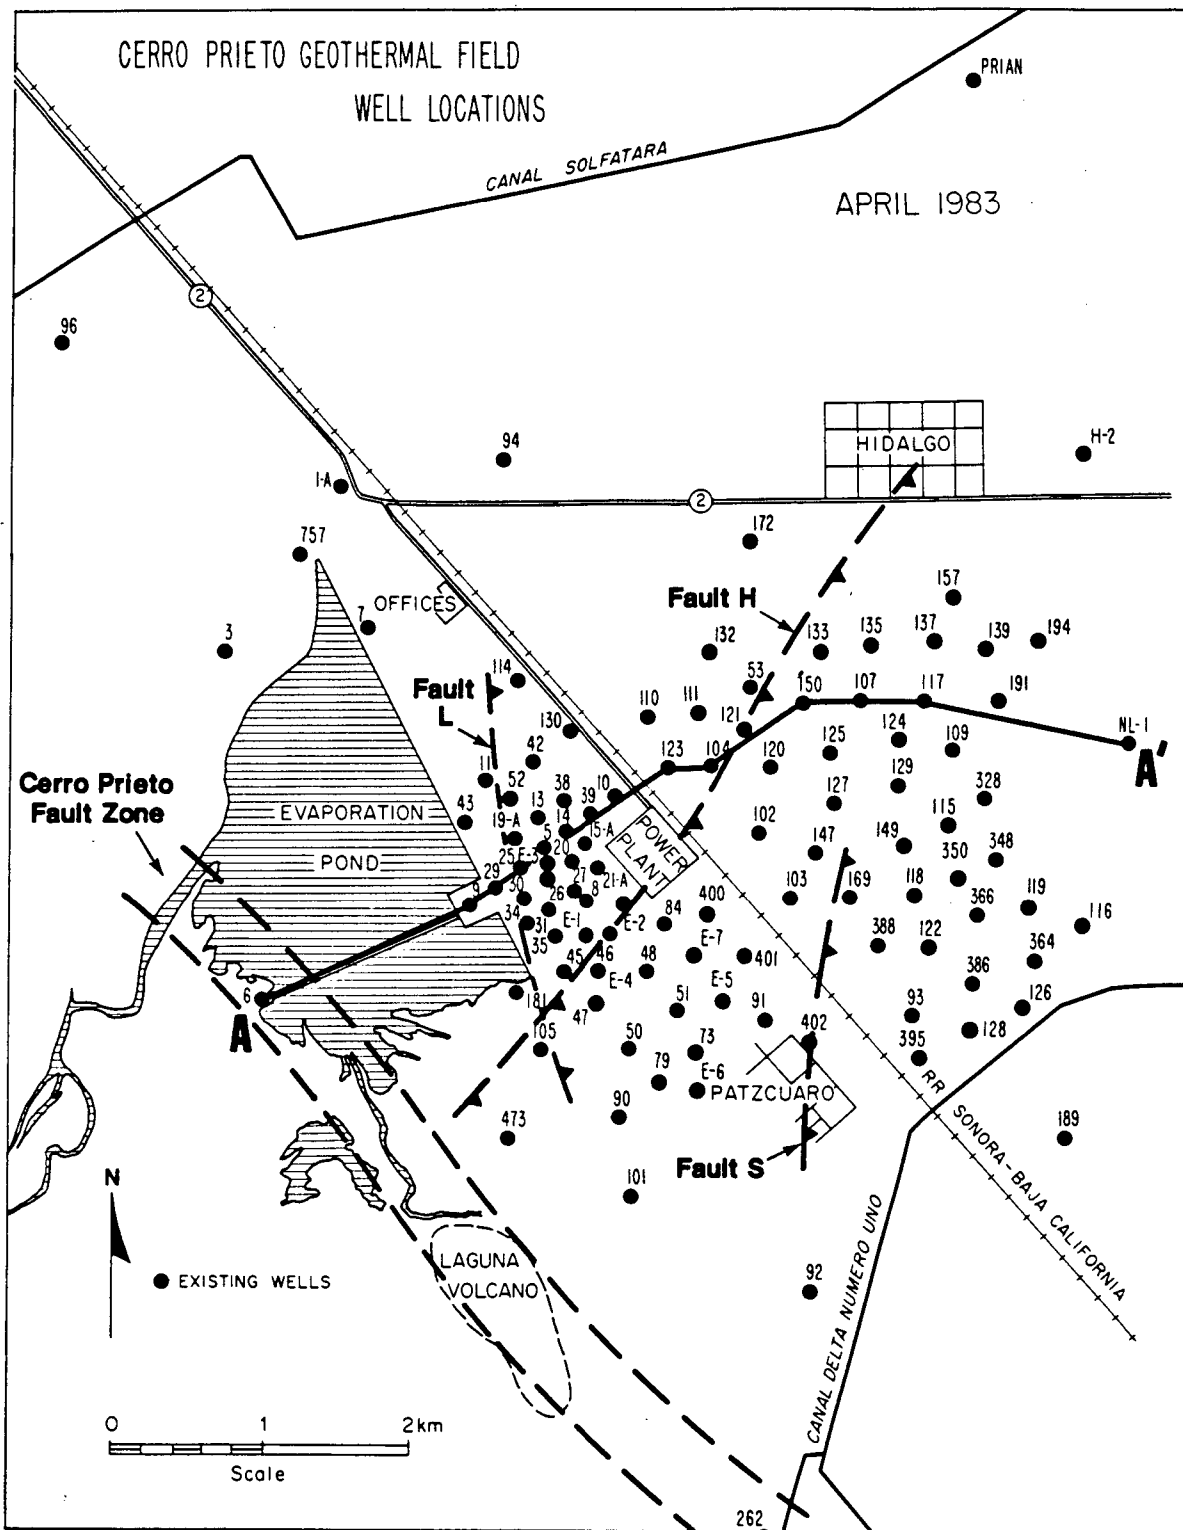 CERRO PRIETO GEOTHERMAL FIELD
WELL LOCATIONS
PRIAN
CANAL SOLFATARA
APRIL 1983
2
96
94
1-A
HIDALGO
H-2
2
757
172
OFFICES
7
3
Fault H
157
132
133
135
137
139
194
114
Fault
L
53
150
107
117
191
110
111
121
130
NL-1
A'
42
123
104
120
125
124
109
11
52
38
10
127
129
328
Cerro Prieto
Fault Zone
43
13
39
EVAPORATION
POND
19-A
14
15-A
POWER
PLANT
102
115
5
147
149
348
25
E-3
20
350
29
27
21-A
9
30
26
8
400
103
169
118
366
119
34
E-1
E-2
84
116
31
35
E-7
388
122
364
45
46
48
401
386
E-4
6
181
E-5
A
47
51
91
93
126
105
402
128
50
73
395
79
E-6
PATZCUARO
90
473
189
Fault S
101
RR SONORA-BAJA CALIFORNIA
N
LAGUNA
VOLCANO
EXISTING WELLS
92
CANAL DELTA NUMERO UNO
0 1 2 km
Scale
262